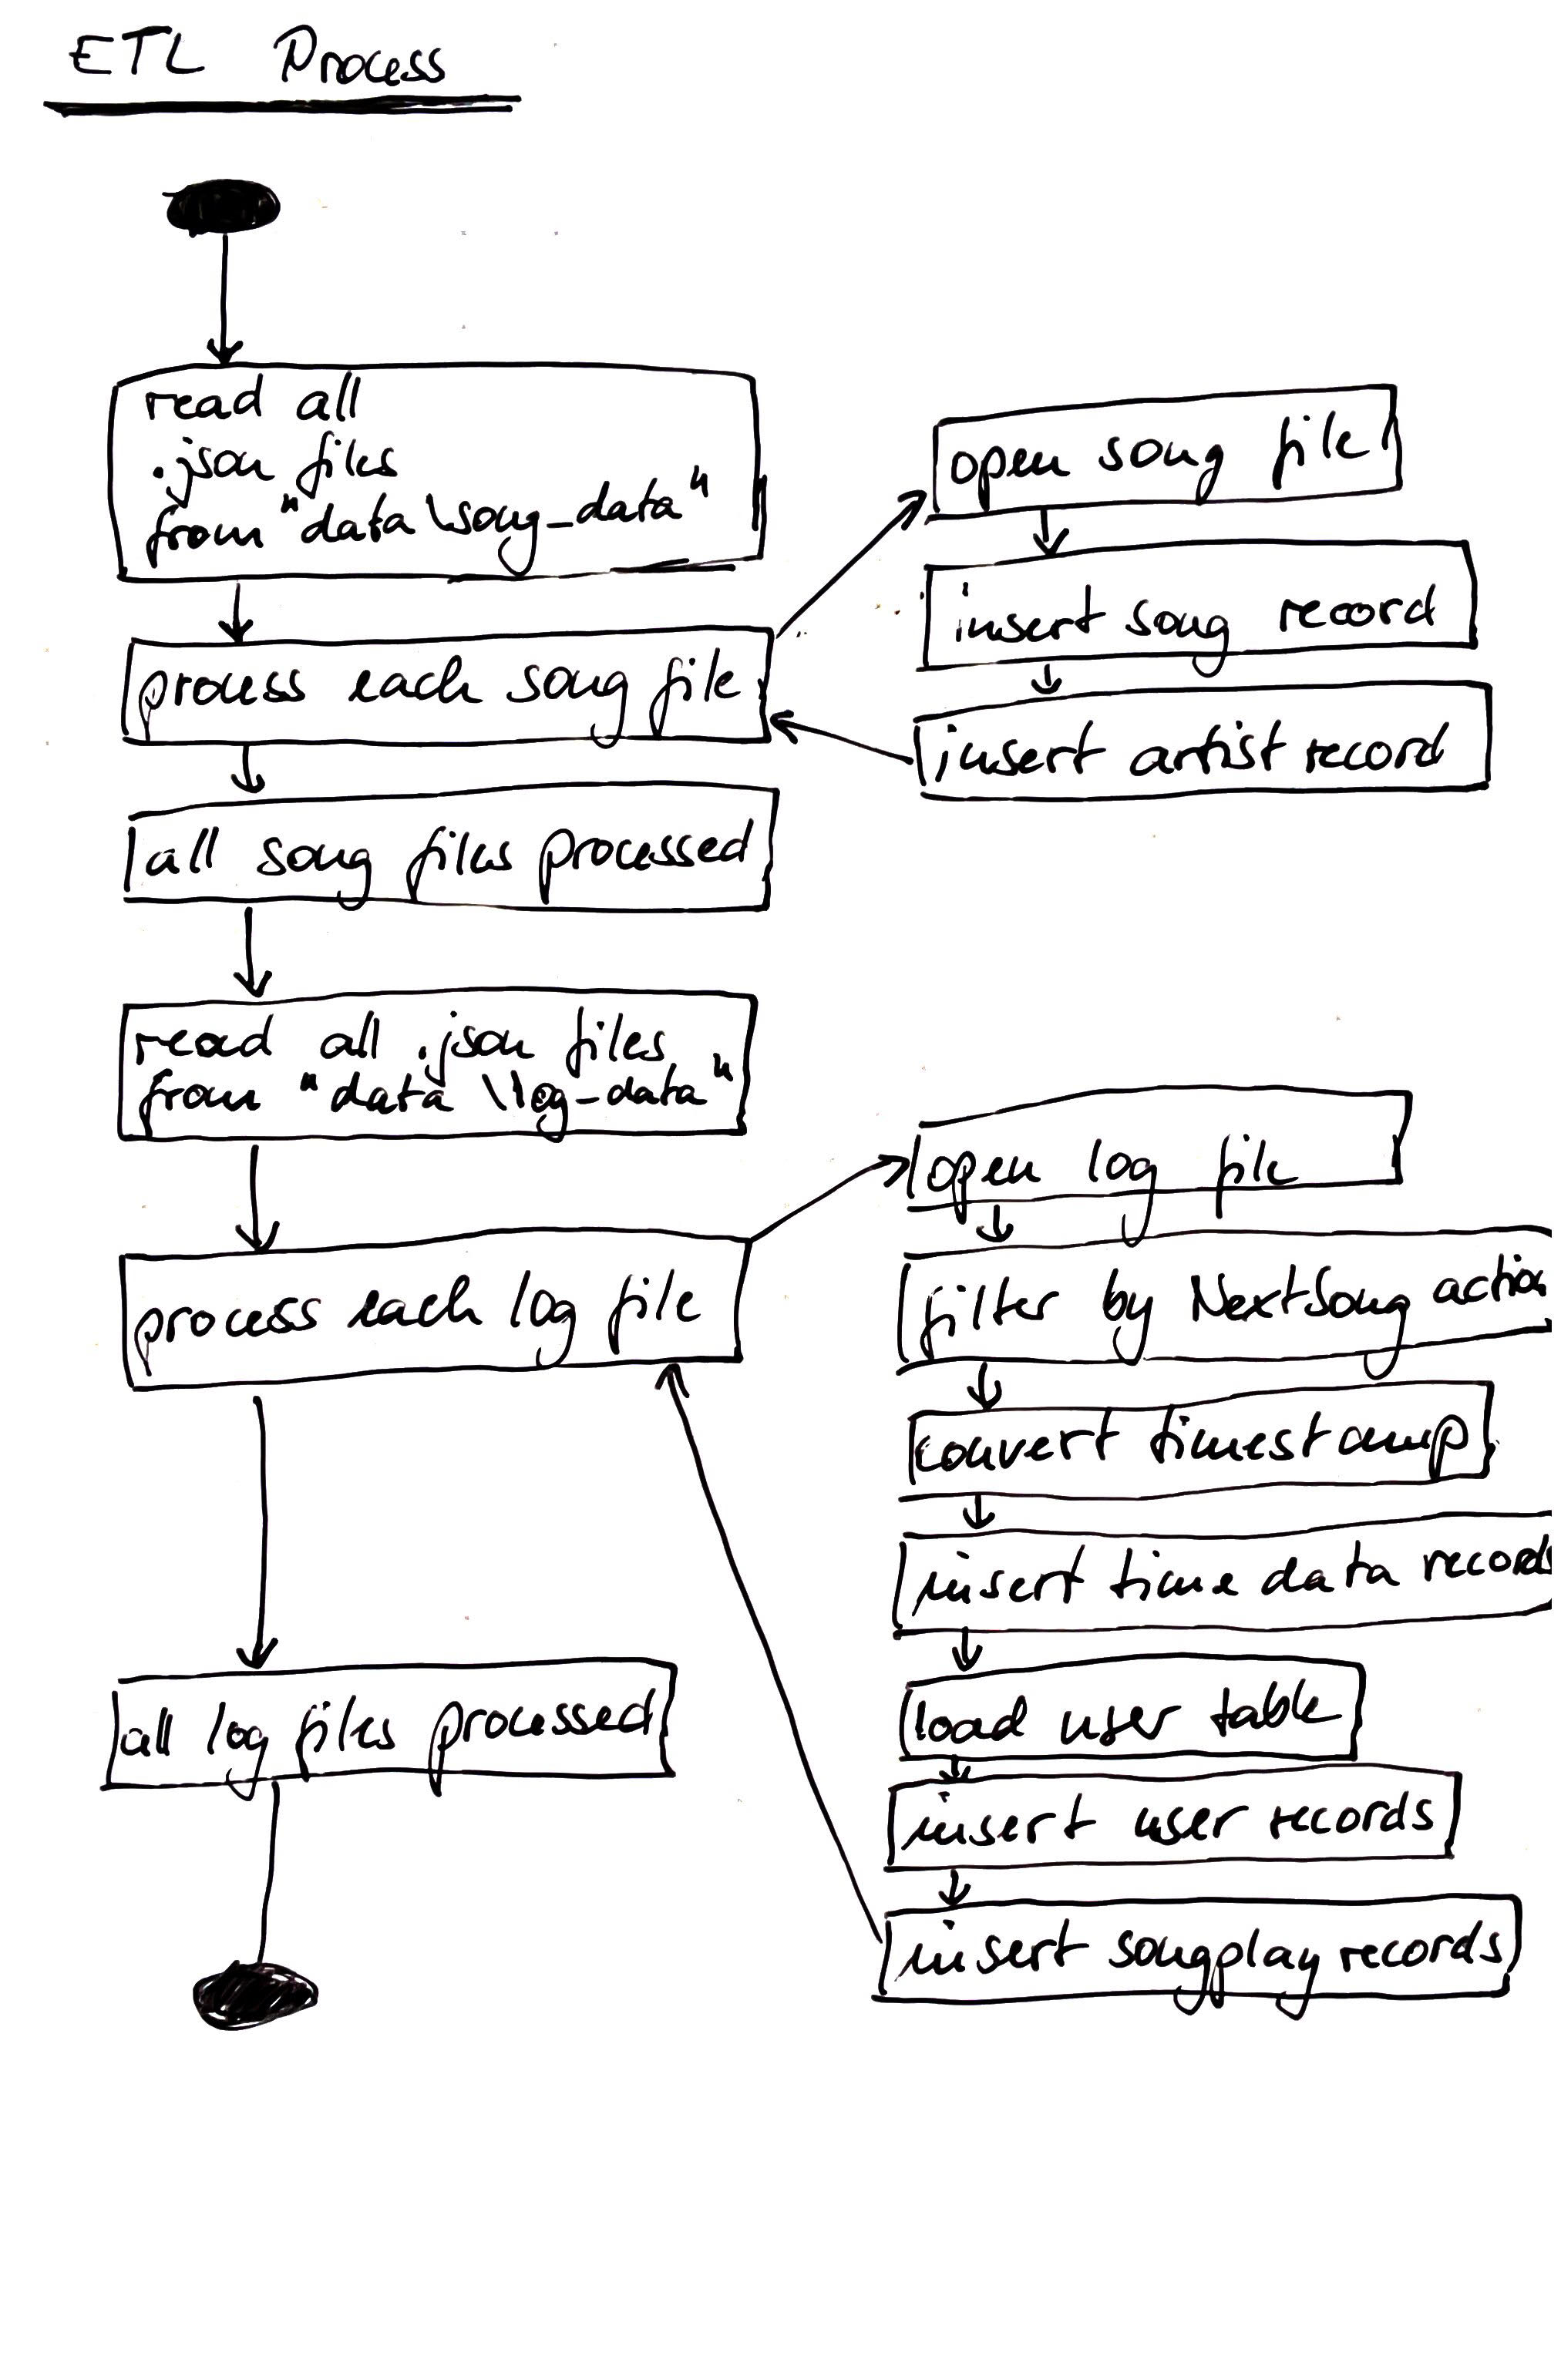 ETL Process
read all
.json files
from "data\song_data"
process each song file
all song files processed
read all .json files
from "data\log-data"
process each log file
all log files processed
open song file
insert song record
insert artist record
open log file
filter by NextSong action
convert timestamp
insert time data records
load user table
insert user records
insert songplay records